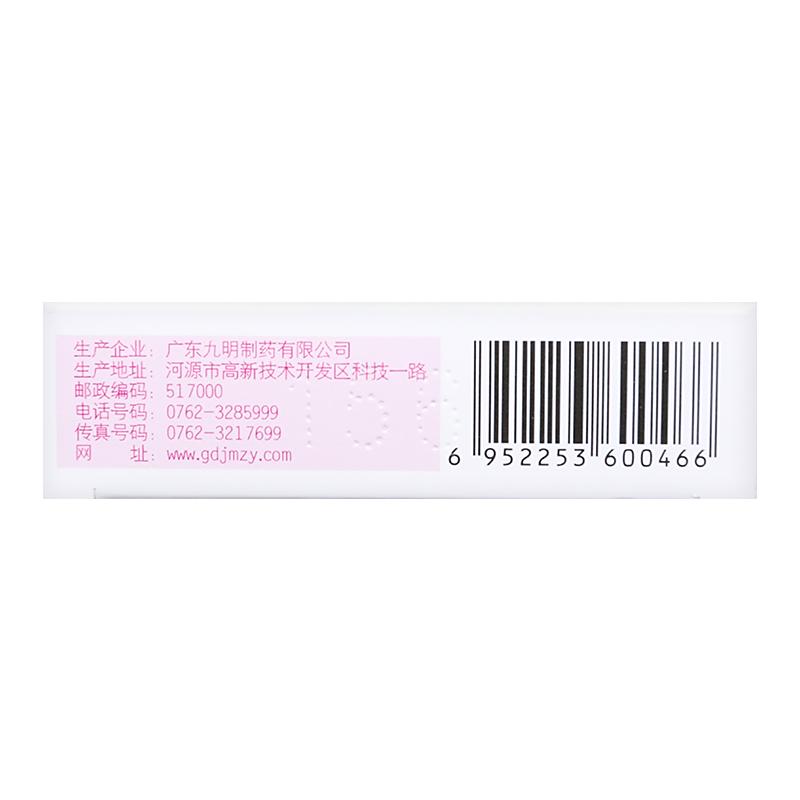 生产企业：广东九明制药有限公司
生产地址：河源市高新技术开发区科技一路
邮政编码：517000
电话号码：0762-3285999
传真号码：0762-3217699
网　　址：www.gdjmzy.com
6 952253 600466